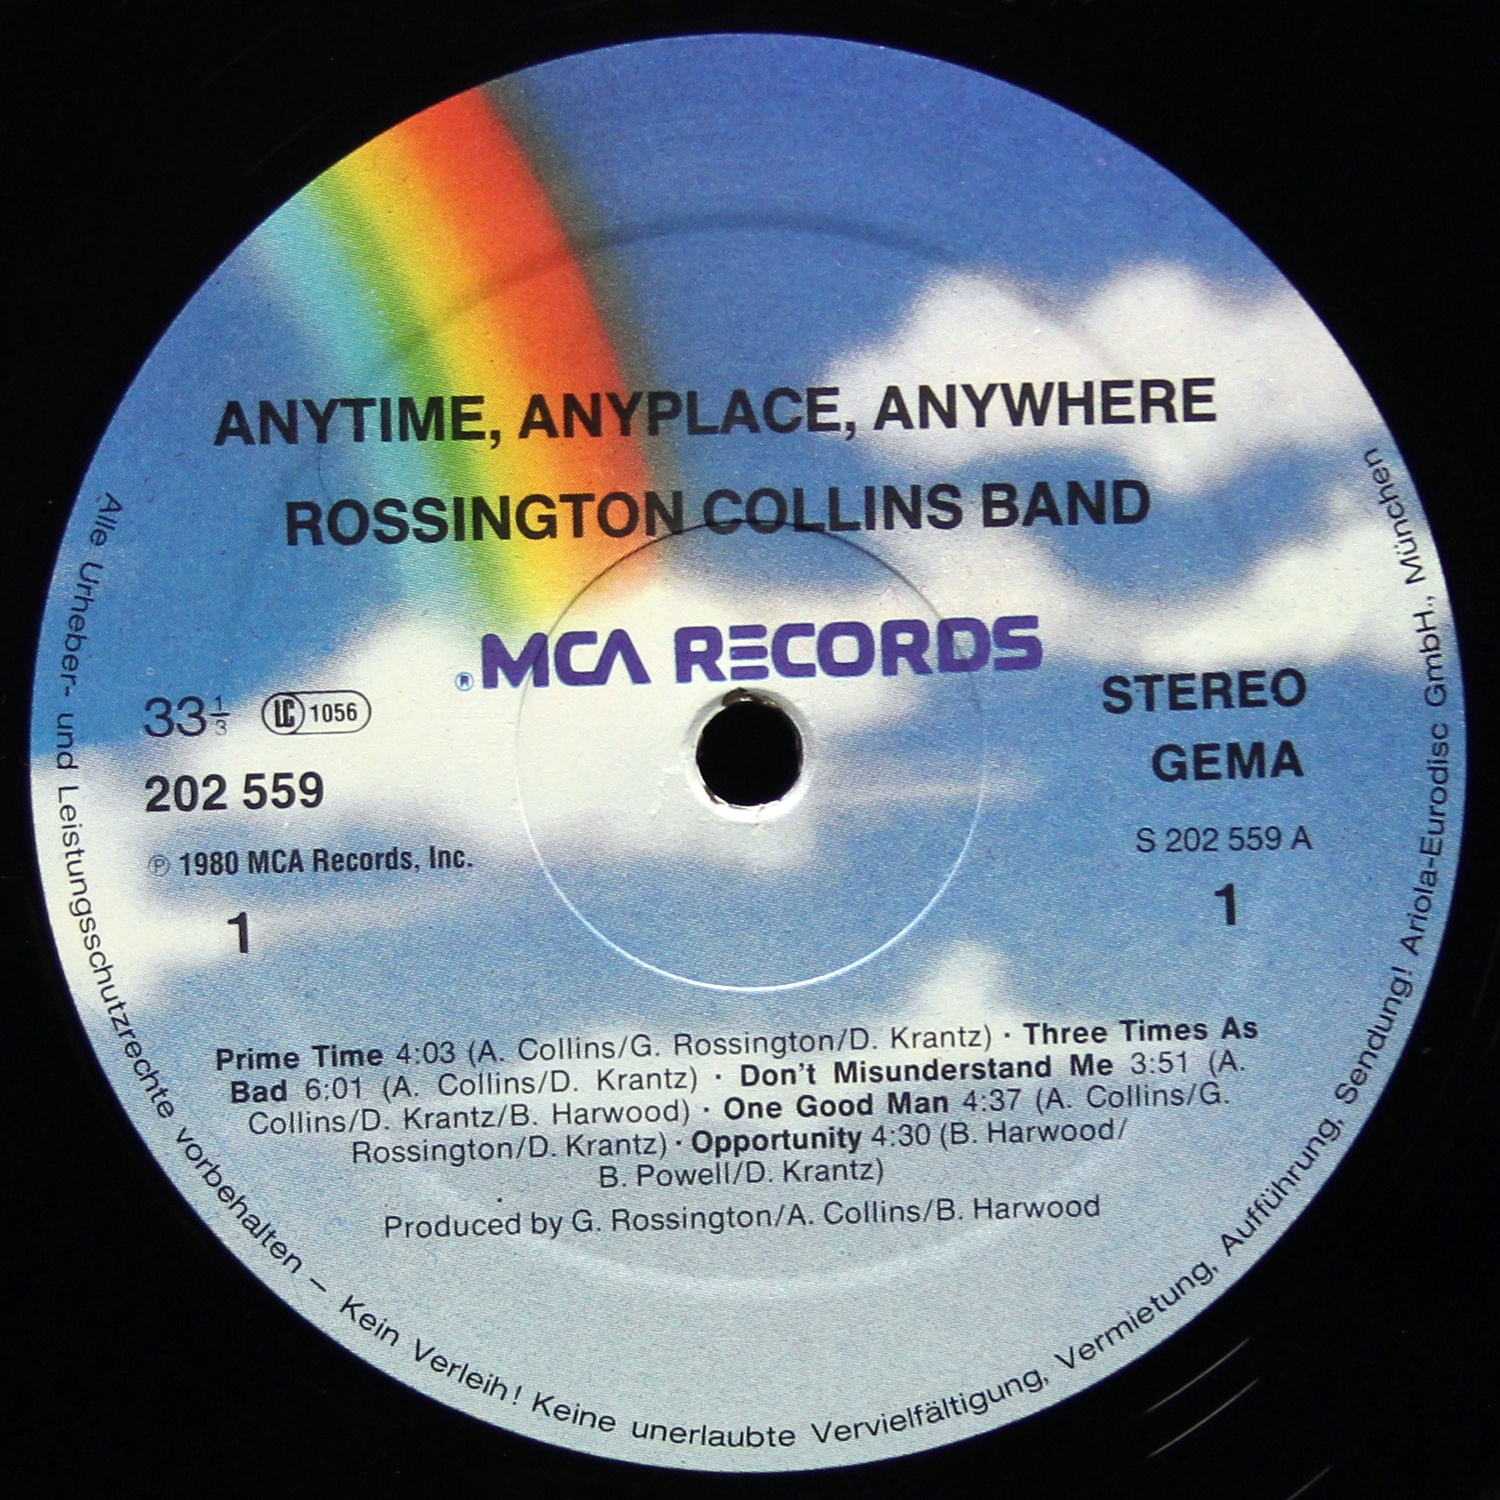 ANYTIME, ANYPLACE, ANYWHERE
ROSSINGTON COLLINS BAND
® MCA RECORDS
33 1/3 LC 1056
STEREO
202 559
GEMA
℗ 1980 MCA Records, Inc.
S 202 559 A
1
1
Prime Time 4:03 (A. Collins/G. Rossington/D. Krantz) · Three Times As
Bad 6:01 (A. Collins/D. Krantz) · Don't Misunderstand Me 3:51 (A.
Collins/D. Krantz/B. Harwood) · One Good Man 4:37 (A. Collins/G.
Rossington/D. Krantz) · Opportunity 4:30 (B. Harwood/
B. Powell/D. Krantz)
Produced by G. Rossington/A. Collins/B. Harwood
Alle Urheber- und Leistungsschutzrechte vorbehalten – Kein Verleih! Keine unerlaubte Vervielfältigung, Vermietung, Aufführung, Sendung! Ariola-Eurodisc GmbH., München